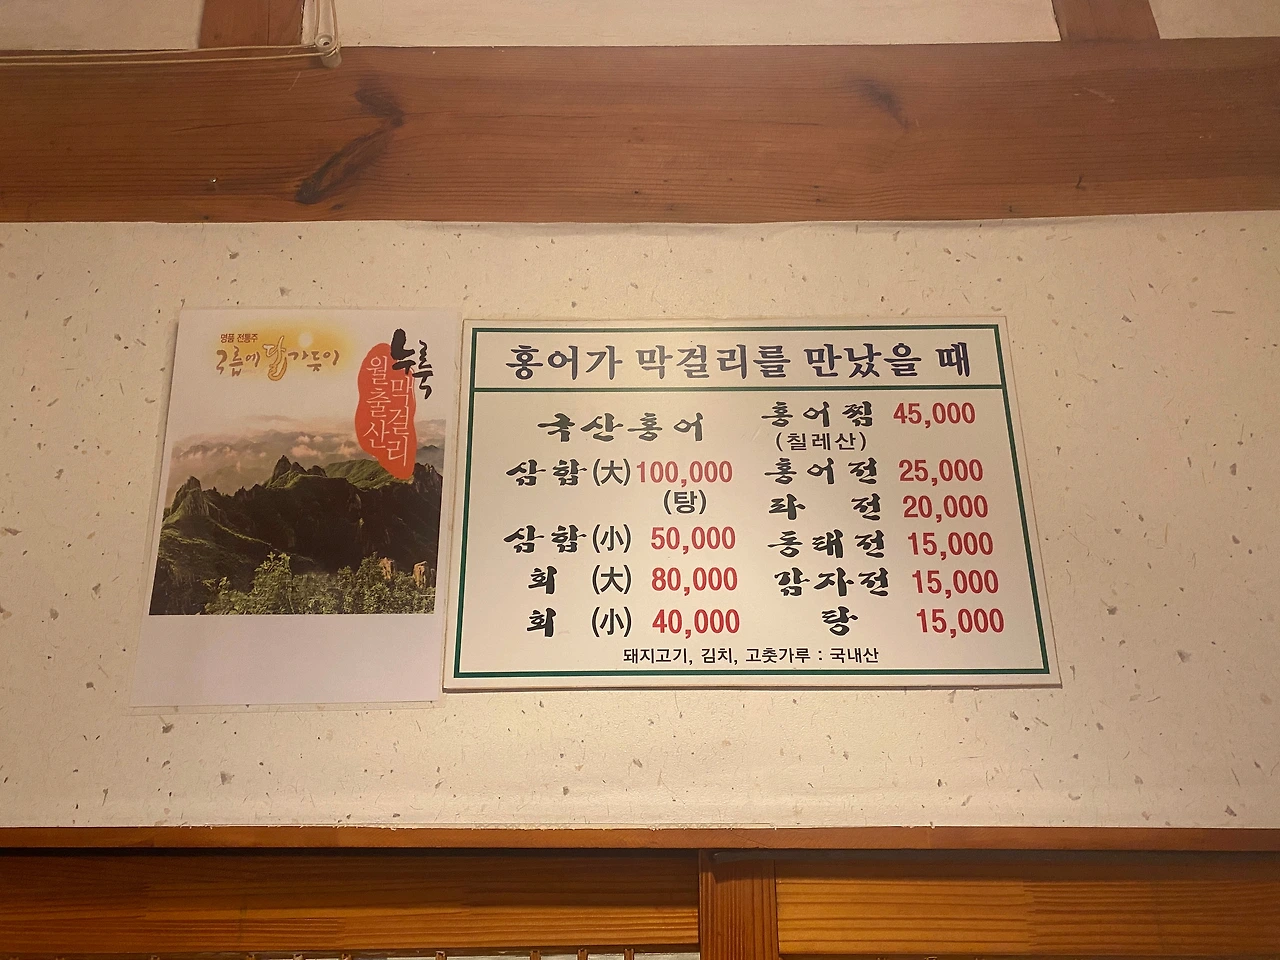 명품 전통주
구름에 달 가듯이
누룩
월출산
막걸리
홍어가 막걸리를 만났을 때
국산홍어
삼합(大) 100,000
(탕)
삼합(小) 50,000
회 (大) 80,000
회 (小) 40,000
홍어찜 45,000
(칠레산)
홍어전 25,000
파 전 20,000
동태전 15,000
감자전 15,000
탕 15,000
돼지고기, 김치, 고춧가루 : 국내산